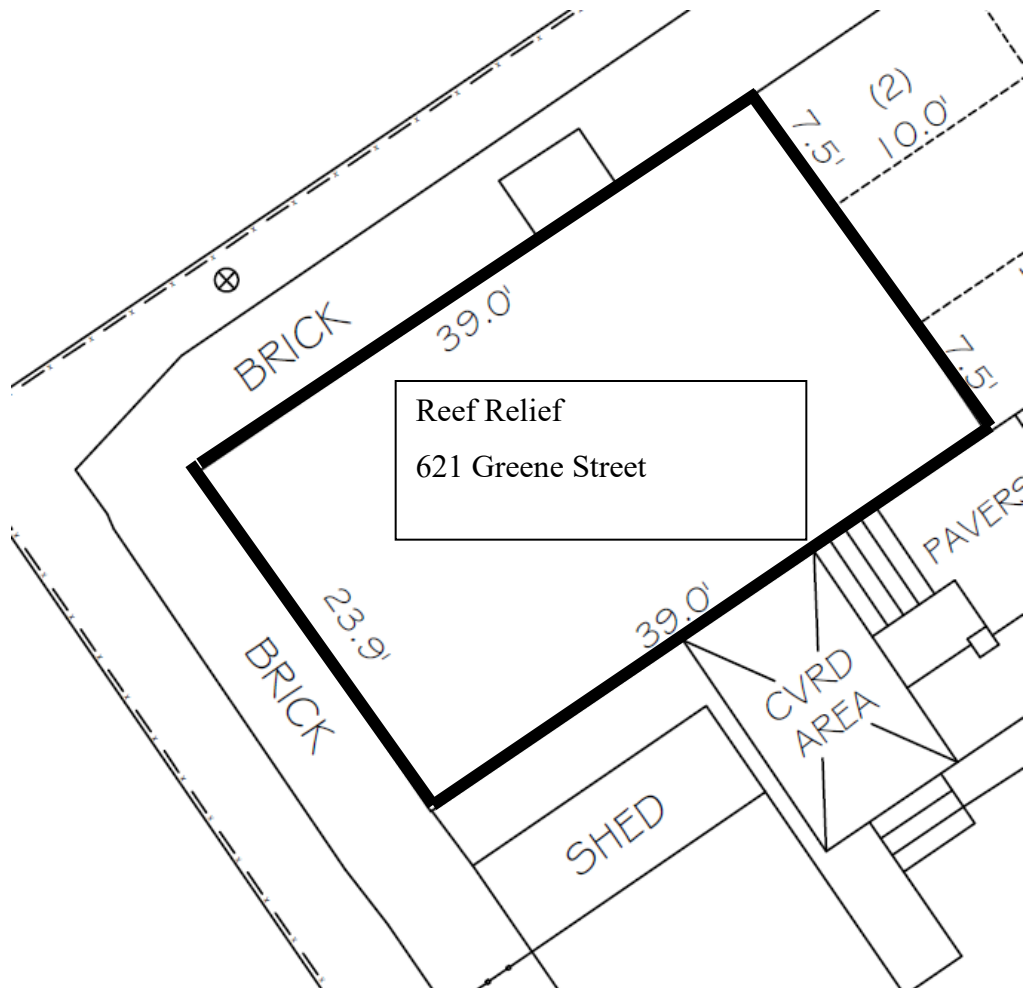 (2)
10.0'
7.5'
39.0'
BRICK
7.5'
Reef Relief
621 Greene Street
PAVERS
23.9'
39.0'
BRICK
CVRD
AREA
SHED